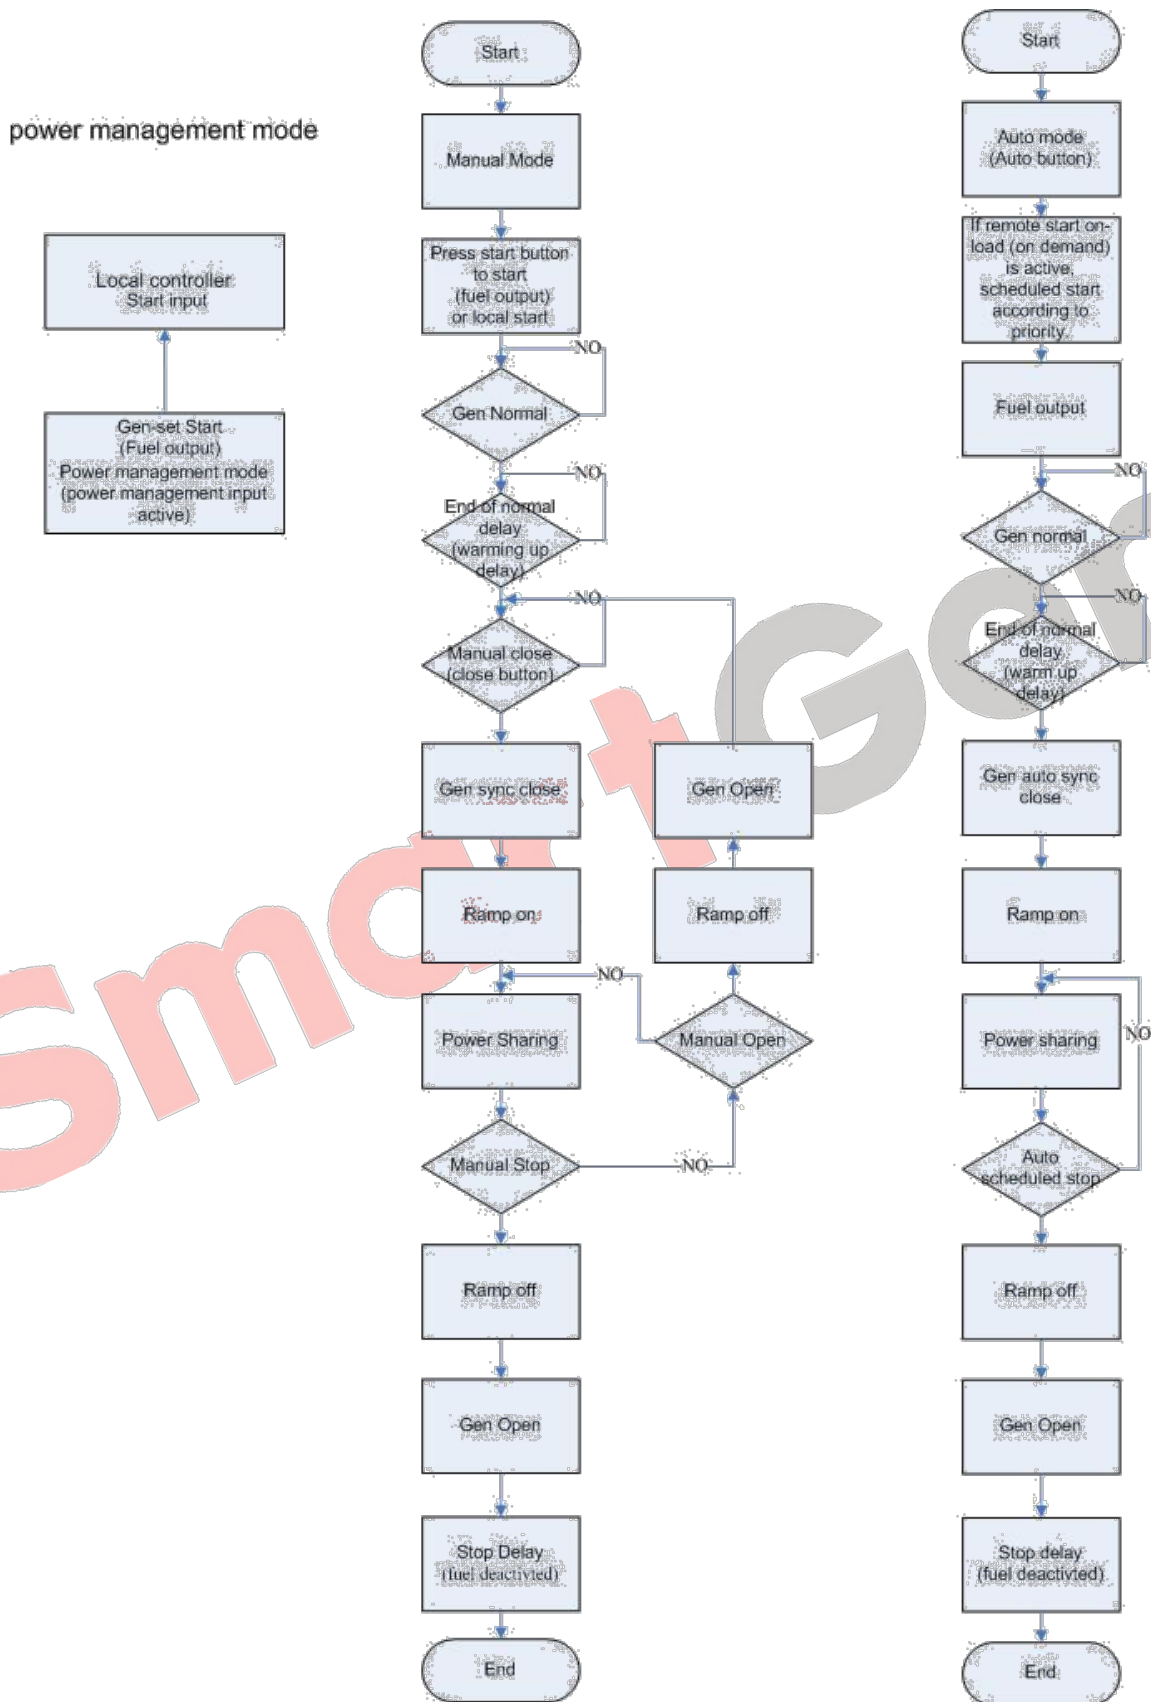 power management mode
Local controller
Start input
Gen-set Start
(Fuel output)
Power management mode
(power management input
active)
Start
Manual Mode
Press start button
to start
(fuel output)
or local start
NO
Gen Normal
NO
End of normal
delay
(warming up
delay)
NO
Manual close
(close button)
Gen sync close
Gen Open
Ramp on
Ramp off
NO
Power Sharing
Manual Open
Manual Stop
NO
Ramp off
Gen Open
Stop Delay
(fuel deactivted)
End
Start
Auto mode
(Auto button)
If remote start on-
load (on demand)
is active,
scheduled start
according to
priority.
Fuel output
NO
Gen normal
NO
End of normal
delay
(warm up
delay)
Gen auto sync
close
Ramp on
Power sharing
NO
Auto
scheduled stop
Ramp off
Gen Open
Stop delay
(fuel deactivted)
End
SmartGen